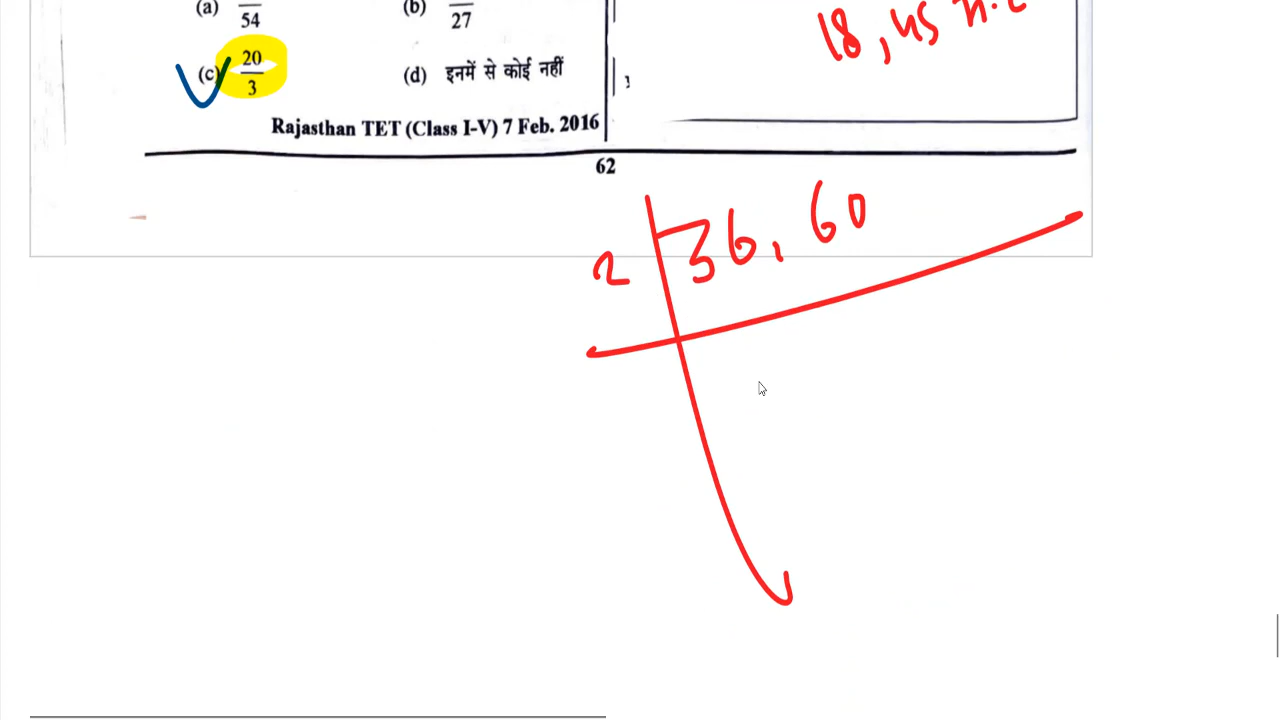 (a) 54 (b) 27
(c) 20/3 (d) इनमें से कोई नहीं
Rajasthan TET (Class I-V) 7 Feb. 2016
62
18, 45
2 36, 60